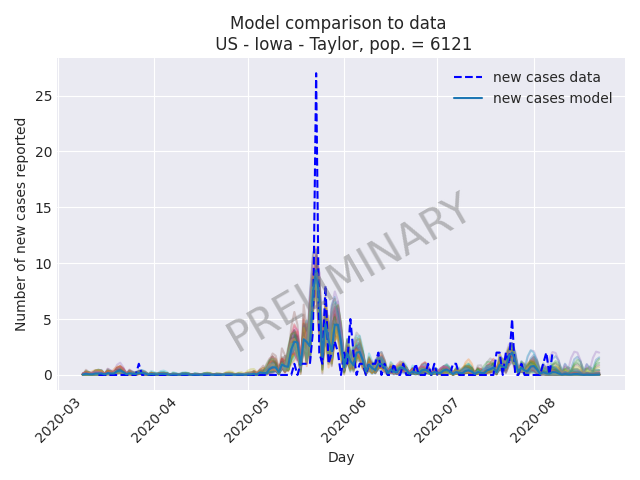 Model comparison to data
US - Iowa - Taylor, pop. = 6121
new cases data
new cases model
Number of new cases reported
25
20
15
10
5
0
PRELIMINARY
2020-03
2020-04
2020-05
2020-06
2020-07
2020-08
Day